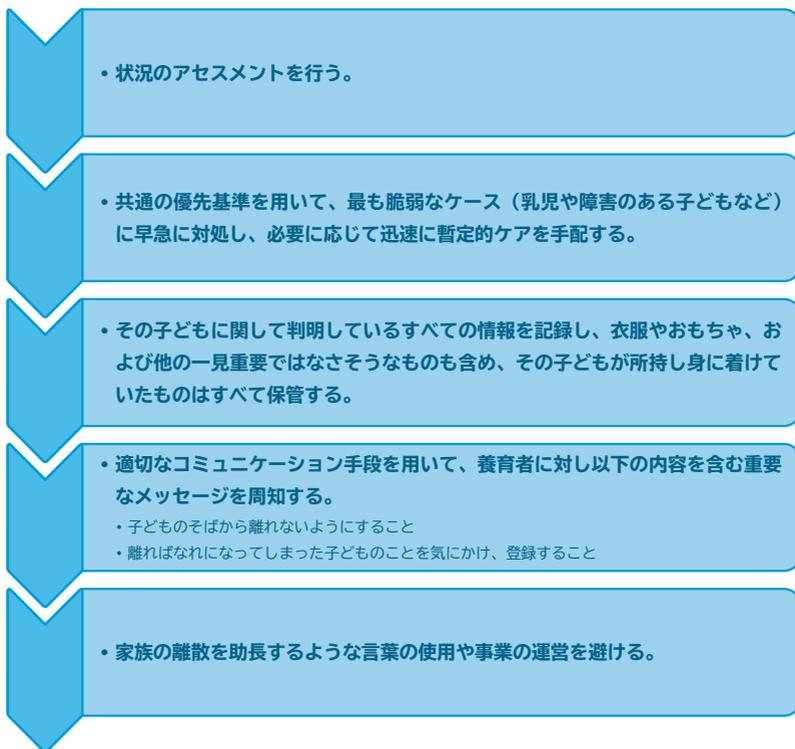 • 状況のアセスメントを行う。
• 共通の優先基準を用いて、最も脆弱なケース（乳児や障害のある子どもなど）
に早急に対処し、必要に応じて迅速に暫定的ケアを手配する。
• その子どもに関して判明しているすべての情報を記録し、衣服やおもちゃ、お
よび他の一見重要ではなさそうなものも含め、その子どもが所持し身に着けて
いたものはすべて保管する。
• 適切なコミュニケーション手段を用いて、養育者に対し以下の内容を含む重要
なメッセージを周知する。
• 子どものそばから離れないようにすること
• 離ればなれになってしまった子どものことを気にかけ、登録すること
• 家族の離散を助長するような言葉の使用や事業の運営を避ける。